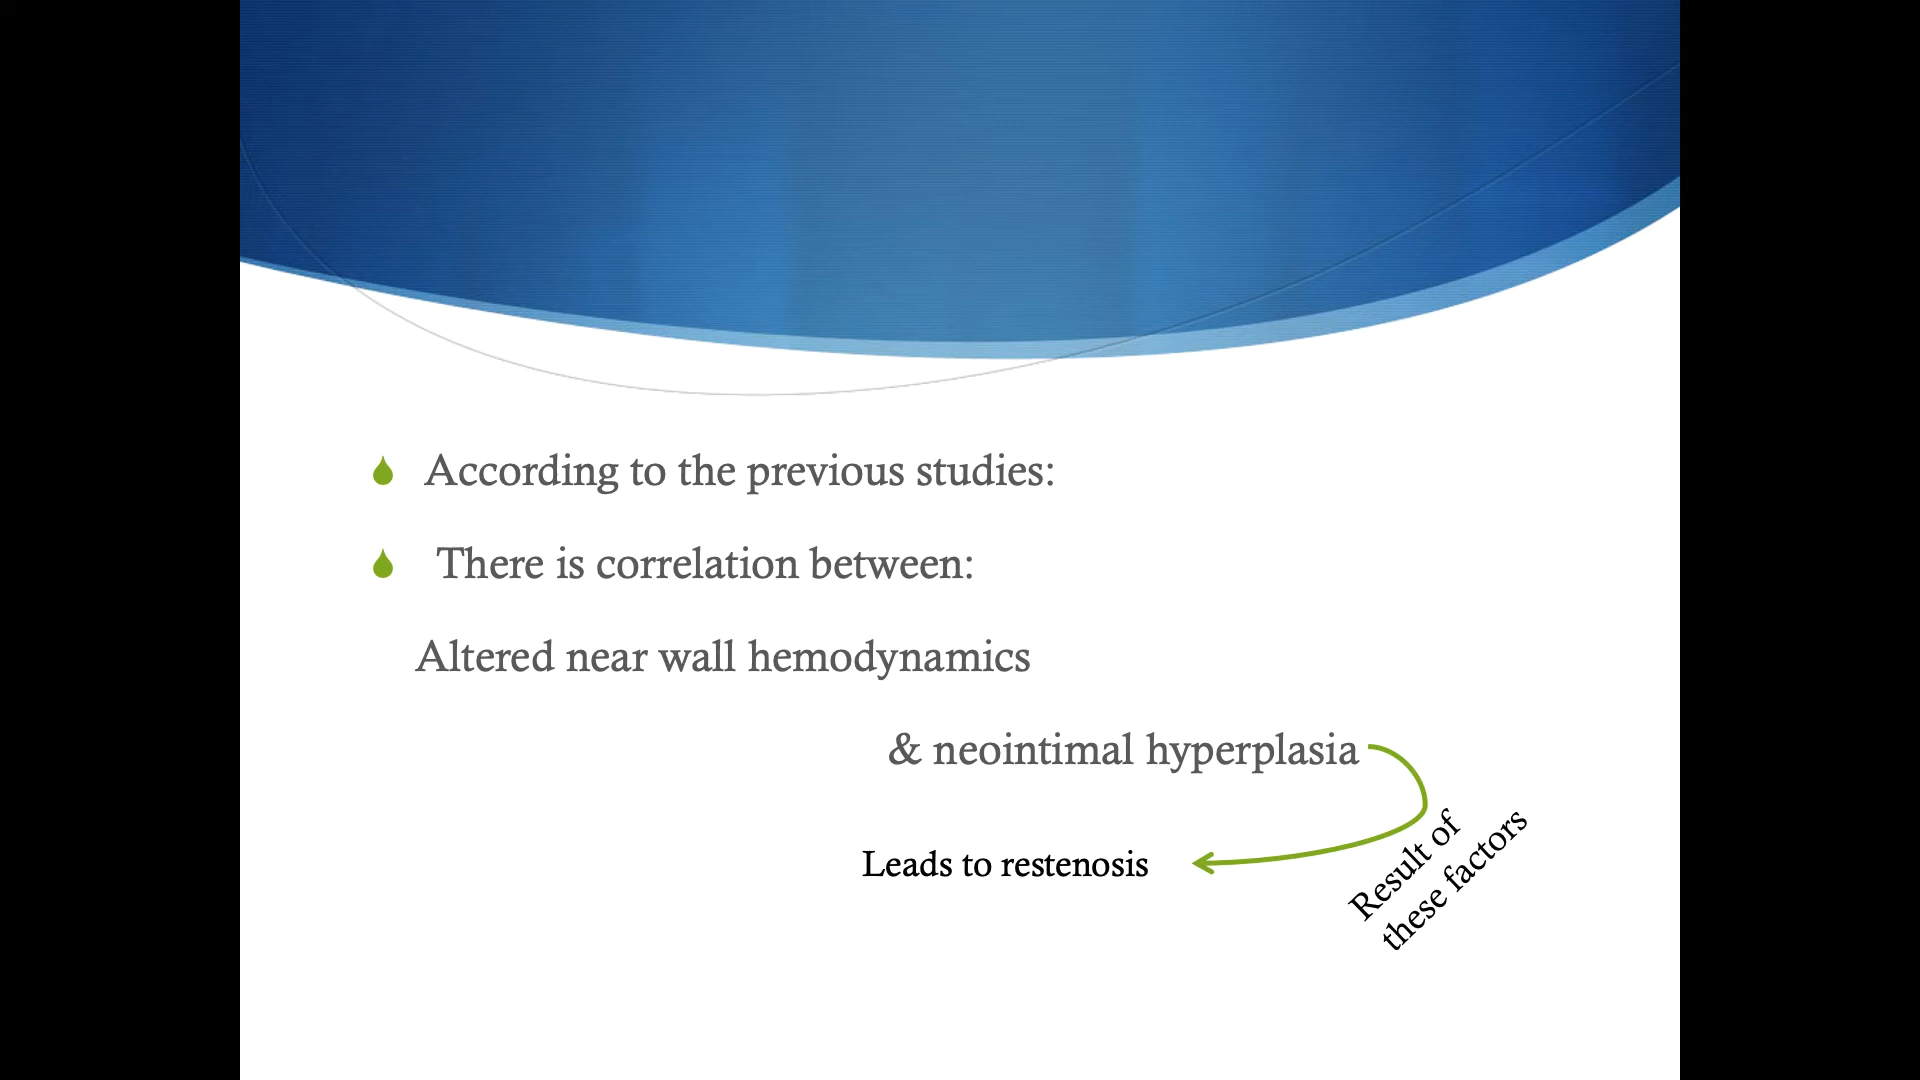 According to the previous studies:
There is correlation between:
Altered near wall hemodynamics
& neointimal hyperplasia
Leads to restenosis
Result of
these factors